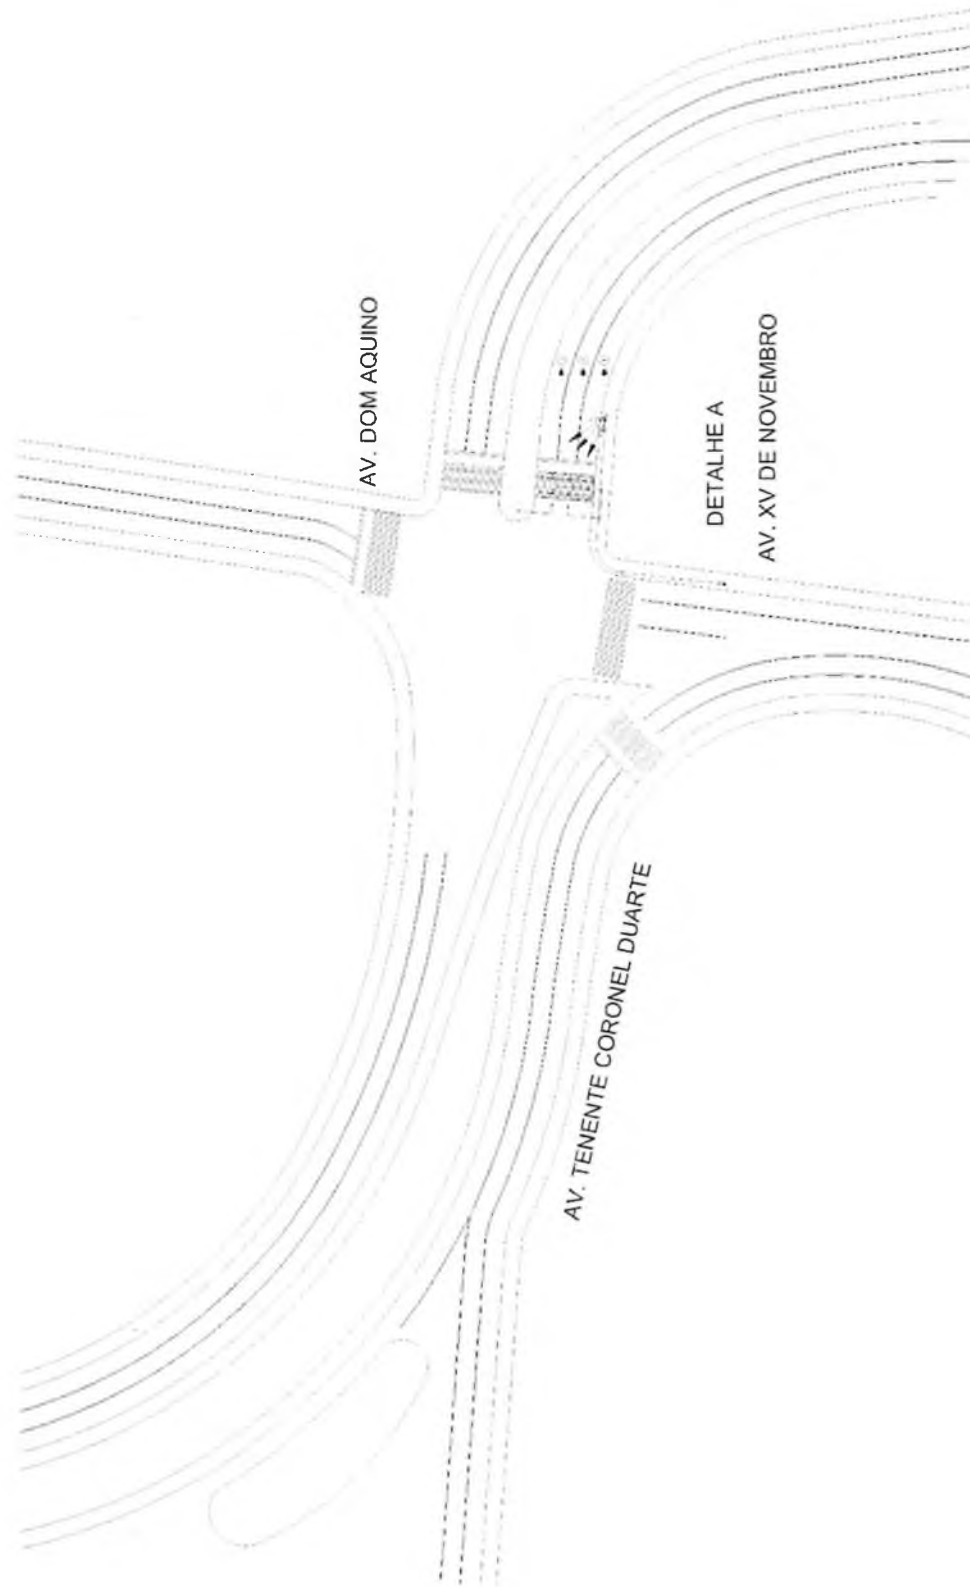 AV. DOM AQUINO
DETALHE A
AV. XV DE NOVEMBRO
AV. TENENTE CORONEL DUARTE